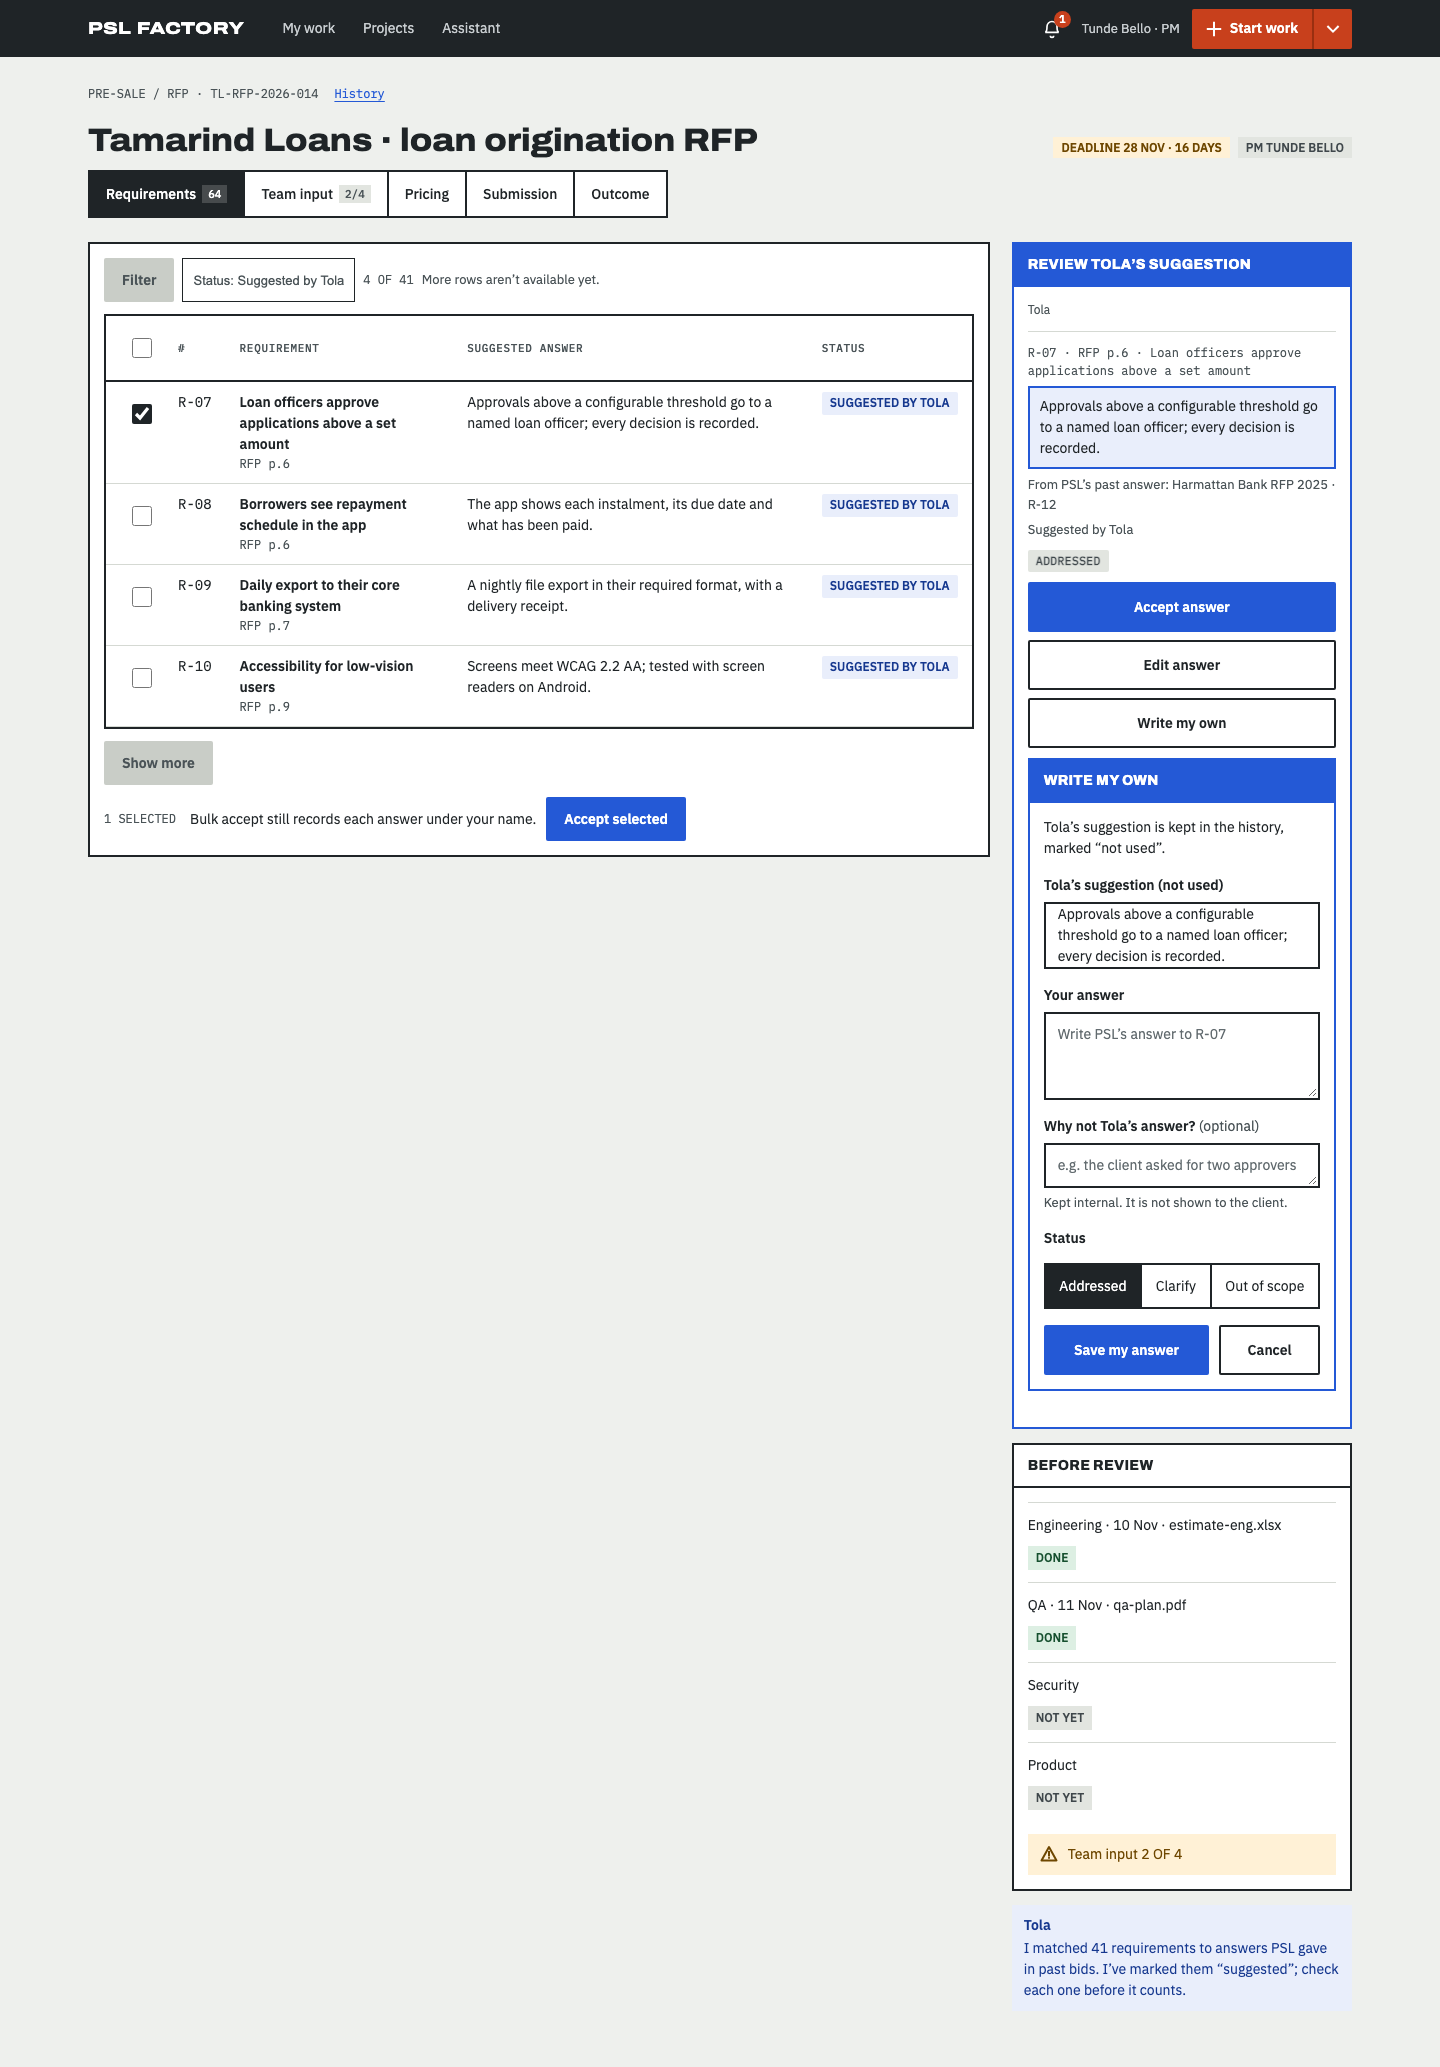 PSL FACTORY
My work
Projects
Assistant
1
Tunde Bello · PM
Start work
PRE-SALE / RFP · TL-RFP-2026-014 History
Tamarind Loans · loan origination RFP
DEADLINE 28 NOV · 16 DAYS
PM TUNDE BELLO
Requirements 64
Team input 2/4
Pricing
Submission
Outcome
Filter
Status: Suggested by Tola
4 OF 41 More rows aren’t available yet.
# REQUIREMENT SUGGESTED ANSWER STATUS
R-07
Loan officers approve
applications above a set
amount
RFP p.6
Approvals above a configurable threshold go to a
named loan officer; every decision is recorded.
SUGGESTED BY TOLA
R-08
Borrowers see repayment
schedule in the app
RFP p.6
The app shows each instalment, its due date and
what has been paid.
SUGGESTED BY TOLA
R-09
Daily export to their core
banking system
RFP p.7
A nightly file export in their required format, with a
delivery receipt.
SUGGESTED BY TOLA
R-10
Accessibility for low-vision
users
RFP p.9
Screens meet WCAG 2.2 AA; tested with screen
readers on Android.
SUGGESTED BY TOLA
Show more
1 SELECTED Bulk accept still records each answer under your name.
Accept selected
REVIEW TOLA’S SUGGESTION
Tola
R-07 · RFP p.6 · Loan officers approve
applications above a set amount
Approvals above a configurable threshold go
to a named loan officer; every decision is
recorded.
From PSL’s past answer: Harmattan Bank RFP 2025 ·
R-12
Suggested by Tola
ADDRESSED
Accept answer
Edit answer
Write my own
WRITE MY OWN
Tola’s suggestion is kept in the history,
marked “not used”.
Tola’s suggestion (not used)
Approvals above a configurable
threshold go to a named loan officer;
every decision is recorded.
Your answer
Write PSL’s answer to R-07
Why not Tola’s answer? (optional)
e.g. the client asked for two approvers
Kept internal. It is not shown to the client.
Status
Addressed
Clarify
Out of scope
Save my answer
Cancel
BEFORE REVIEW
Engineering · 10 Nov · estimate-eng.xlsx
DONE
QA · 11 Nov · qa-plan.pdf
DONE
Security
NOT YET
Product
NOT YET
Team input 2 OF 4
Tola
I matched 41 requirements to answers PSL gave
in past bids. I’ve marked them “suggested”; check
each one before it counts.